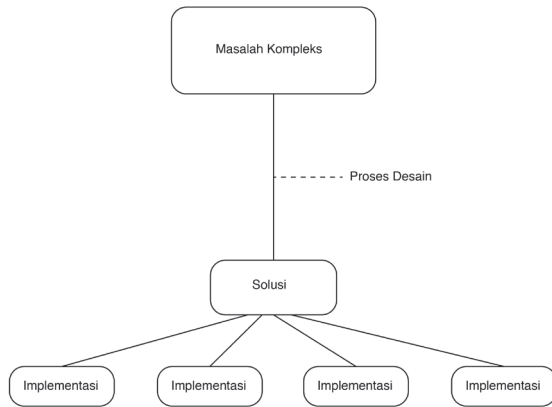 Masalah Kompleks
Proses Desain
Solusi
Implementasi
Implementasi
Implementasi
Implementasi